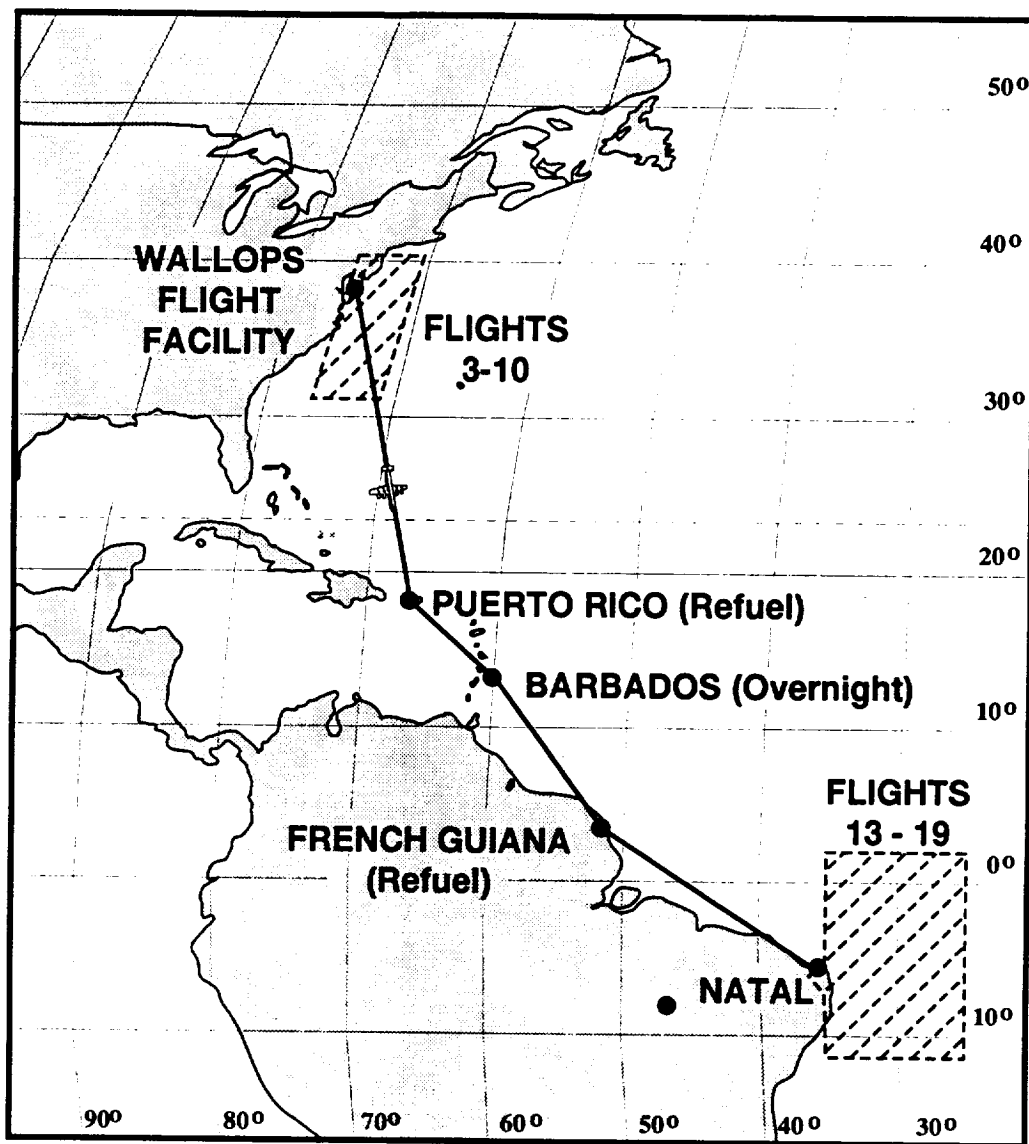 50°
40°
WALLOPS
FLIGHT
FACILITY
FLIGHTS
3-10
30°
20°
PUERTO RICO (Refuel)
BARBADOS (Overnight)
10°
FLIGHTS
13 - 19
FRENCH GUIANA
(Refuel)
0°
NATAL
10°
90° 80° 70° 60° 50° 40° 30°